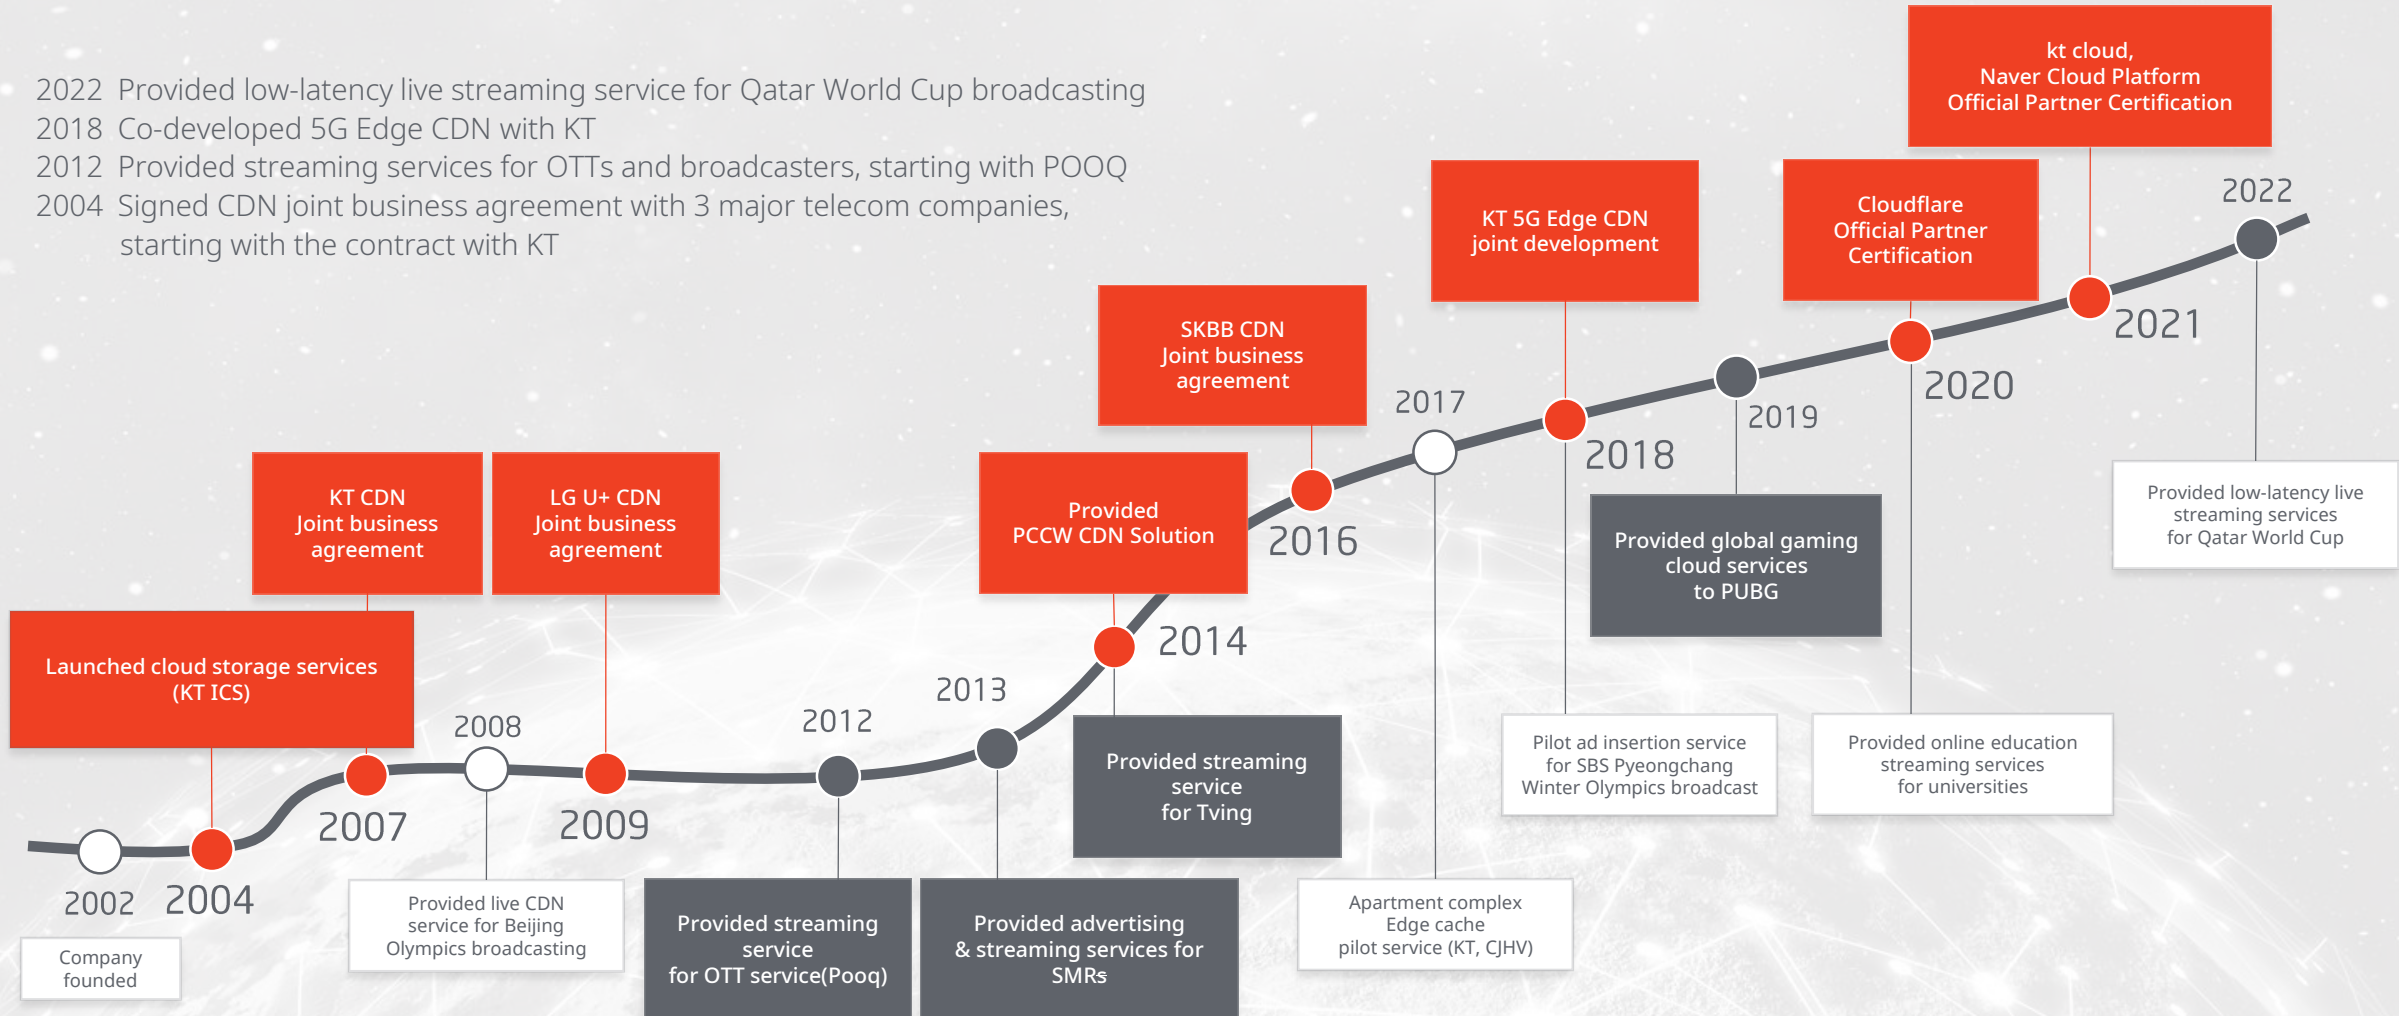 2022 Provided low-latency live streaming service for Qatar World Cup broadcasting
2018 Co-developed 5G Edge CDN with KT
2012 Provided streaming services for OTTs and broadcasters, starting with POOQ
2004 Signed CDN joint business agreement with 3 major telecom companies,
starting with the contract with KT
kt cloud,
Naver Cloud Platform
Official Partner Certification
2022
KT 5G Edge CDN
joint development
Cloudflare
Official Partner
Certification
2021
SKBB CDN
Joint business
agreement
2020
2017
2019
2018
KT CDN
Joint business
agreement
LG U+ CDN
Joint business
agreement
Provided
PCCW CDN Solution
2016
Provided global gaming
cloud services
to PUBG
Provided low-latency live
streaming services
for Qatar World Cup
Launched cloud storage services
(KT ICS)
2014
2013
2008
2012
Provided streaming
service
for Tving
Pilot ad insertion service
for SBS Pyeongchang
Winter Olympics broadcast
Provided online education
streaming services
for universities
2007
2009
2002
2004
Company
founded
Provided live CDN
service for Beijing
Olympics broadcasting
Provided streaming
service
for OTT service(Pooq)
Provided advertising
& streaming services for
SMRs
Apartment complex
Edge cache
pilot service (KT, CJHV)